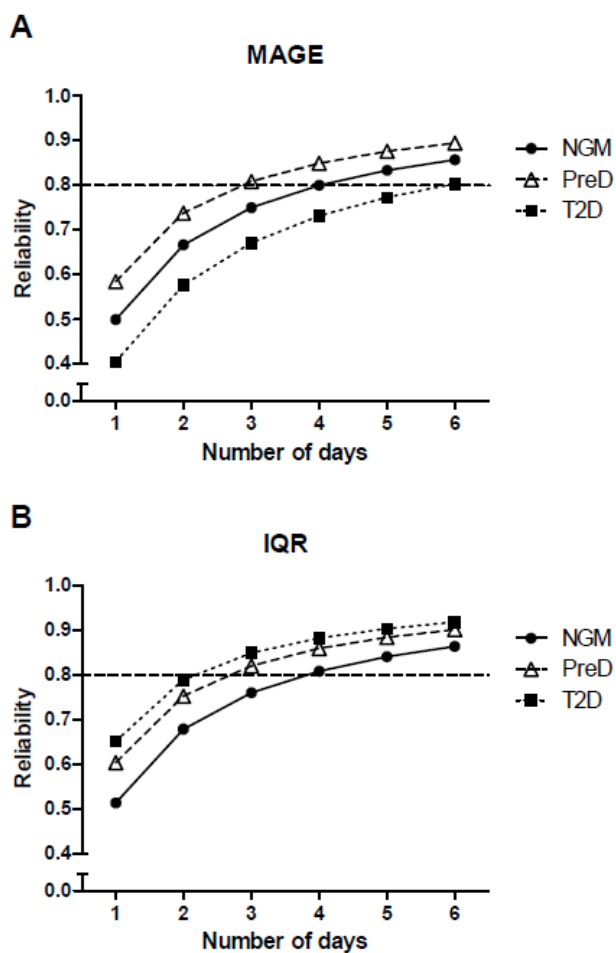 A
MAGE
1.0
0.9
0.8
0.7
0.6
0.5
0.4
0.0
Reliability
1 2 3 4 5 6
Number of days
NGM
PreD
T2D
B
IQR
1.0
0.9
0.8
0.7
0.6
0.5
0.4
0.0
Reliability
1 2 3 4 5 6
Number of days
NGM
PreD
T2D